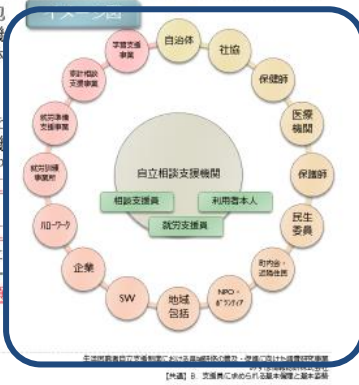 イメージ図
自治体
社協
保健師
医療
機関
保護師
民生
委員
町内会・
近隣住民
NPO・
ボランティア
地域
包括
SW
企業
ハローワーク
就労訓練
事業所
就労準備
支援事業
家計相談
支援事業
学習支援
事業
自立相談支援機関
相談支援員
利用者本人
就労支援員
【共通】B. 支援員に求められる基本倫理と基本姿勢